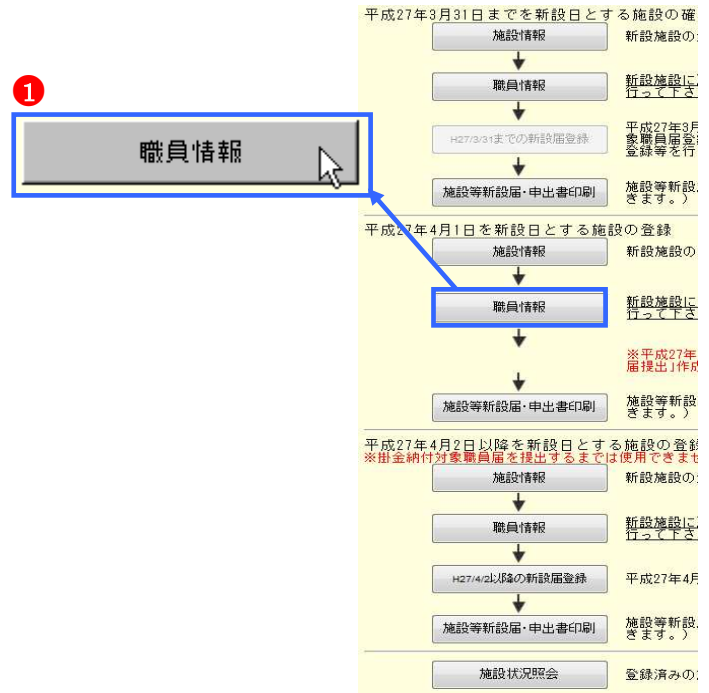 平成27年3月31日までを新設日とする施設の確
施設情報
新設施設の
1
職員情報
新設施設に
行って下さ
職員情報
H27/3/31までの新設届登録
平成27年3月
象職員届登
登録等を行
施設等新設届・申出書印刷
施設等新設
きます。)
平成27年4月1日を新設日とする施設の登録
施設情報
新設施設の
職員情報
新設施設に
行って下さ
※平成27年
届提出」作成
施設等新設届・申出書印刷
施設等新設
きます。)
平成27年4月2日以降を新設日とする施設の登録
※掛金納付対象職員届を提出するまでは使用できませ
施設情報
新設施設の
職員情報
新設施設に
行って下さ
H27/4/2以降の新設届登録
平成27年4月
施設等新設届・申出書印刷
施設等新設
きます。)
施設状況照会
登録済みの